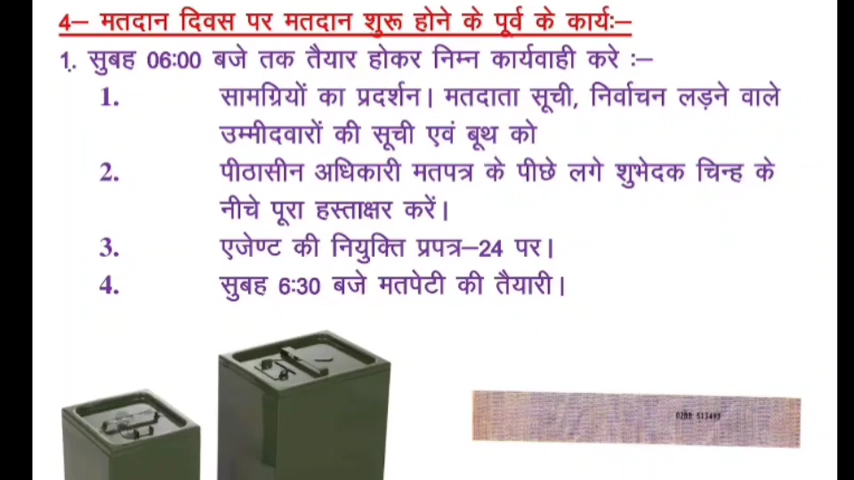 4– मतदान दिवस पर मतदान शुरू होने के पूर्व के कार्यः–
1. सुबह 06:00 बजे तक तैयार होकर निम्न कार्यवाही करे :–
1. सामग्रियों का प्रदर्शन। मतदाता सूची, निर्वाचन लड़ने वाले
उम्मीदवारों की सूची एवं बूथ को
2. पीठासीन अधिकारी मतपत्र के पीछे लगे शुभेदक चिन्ह के
नीचे पूरा हस्ताक्षर करें।
3. एजेण्ट की नियुक्ति प्रपत्र–24 पर।
4. सुबह 6:30 बजे मतपेटी की तैयारी।